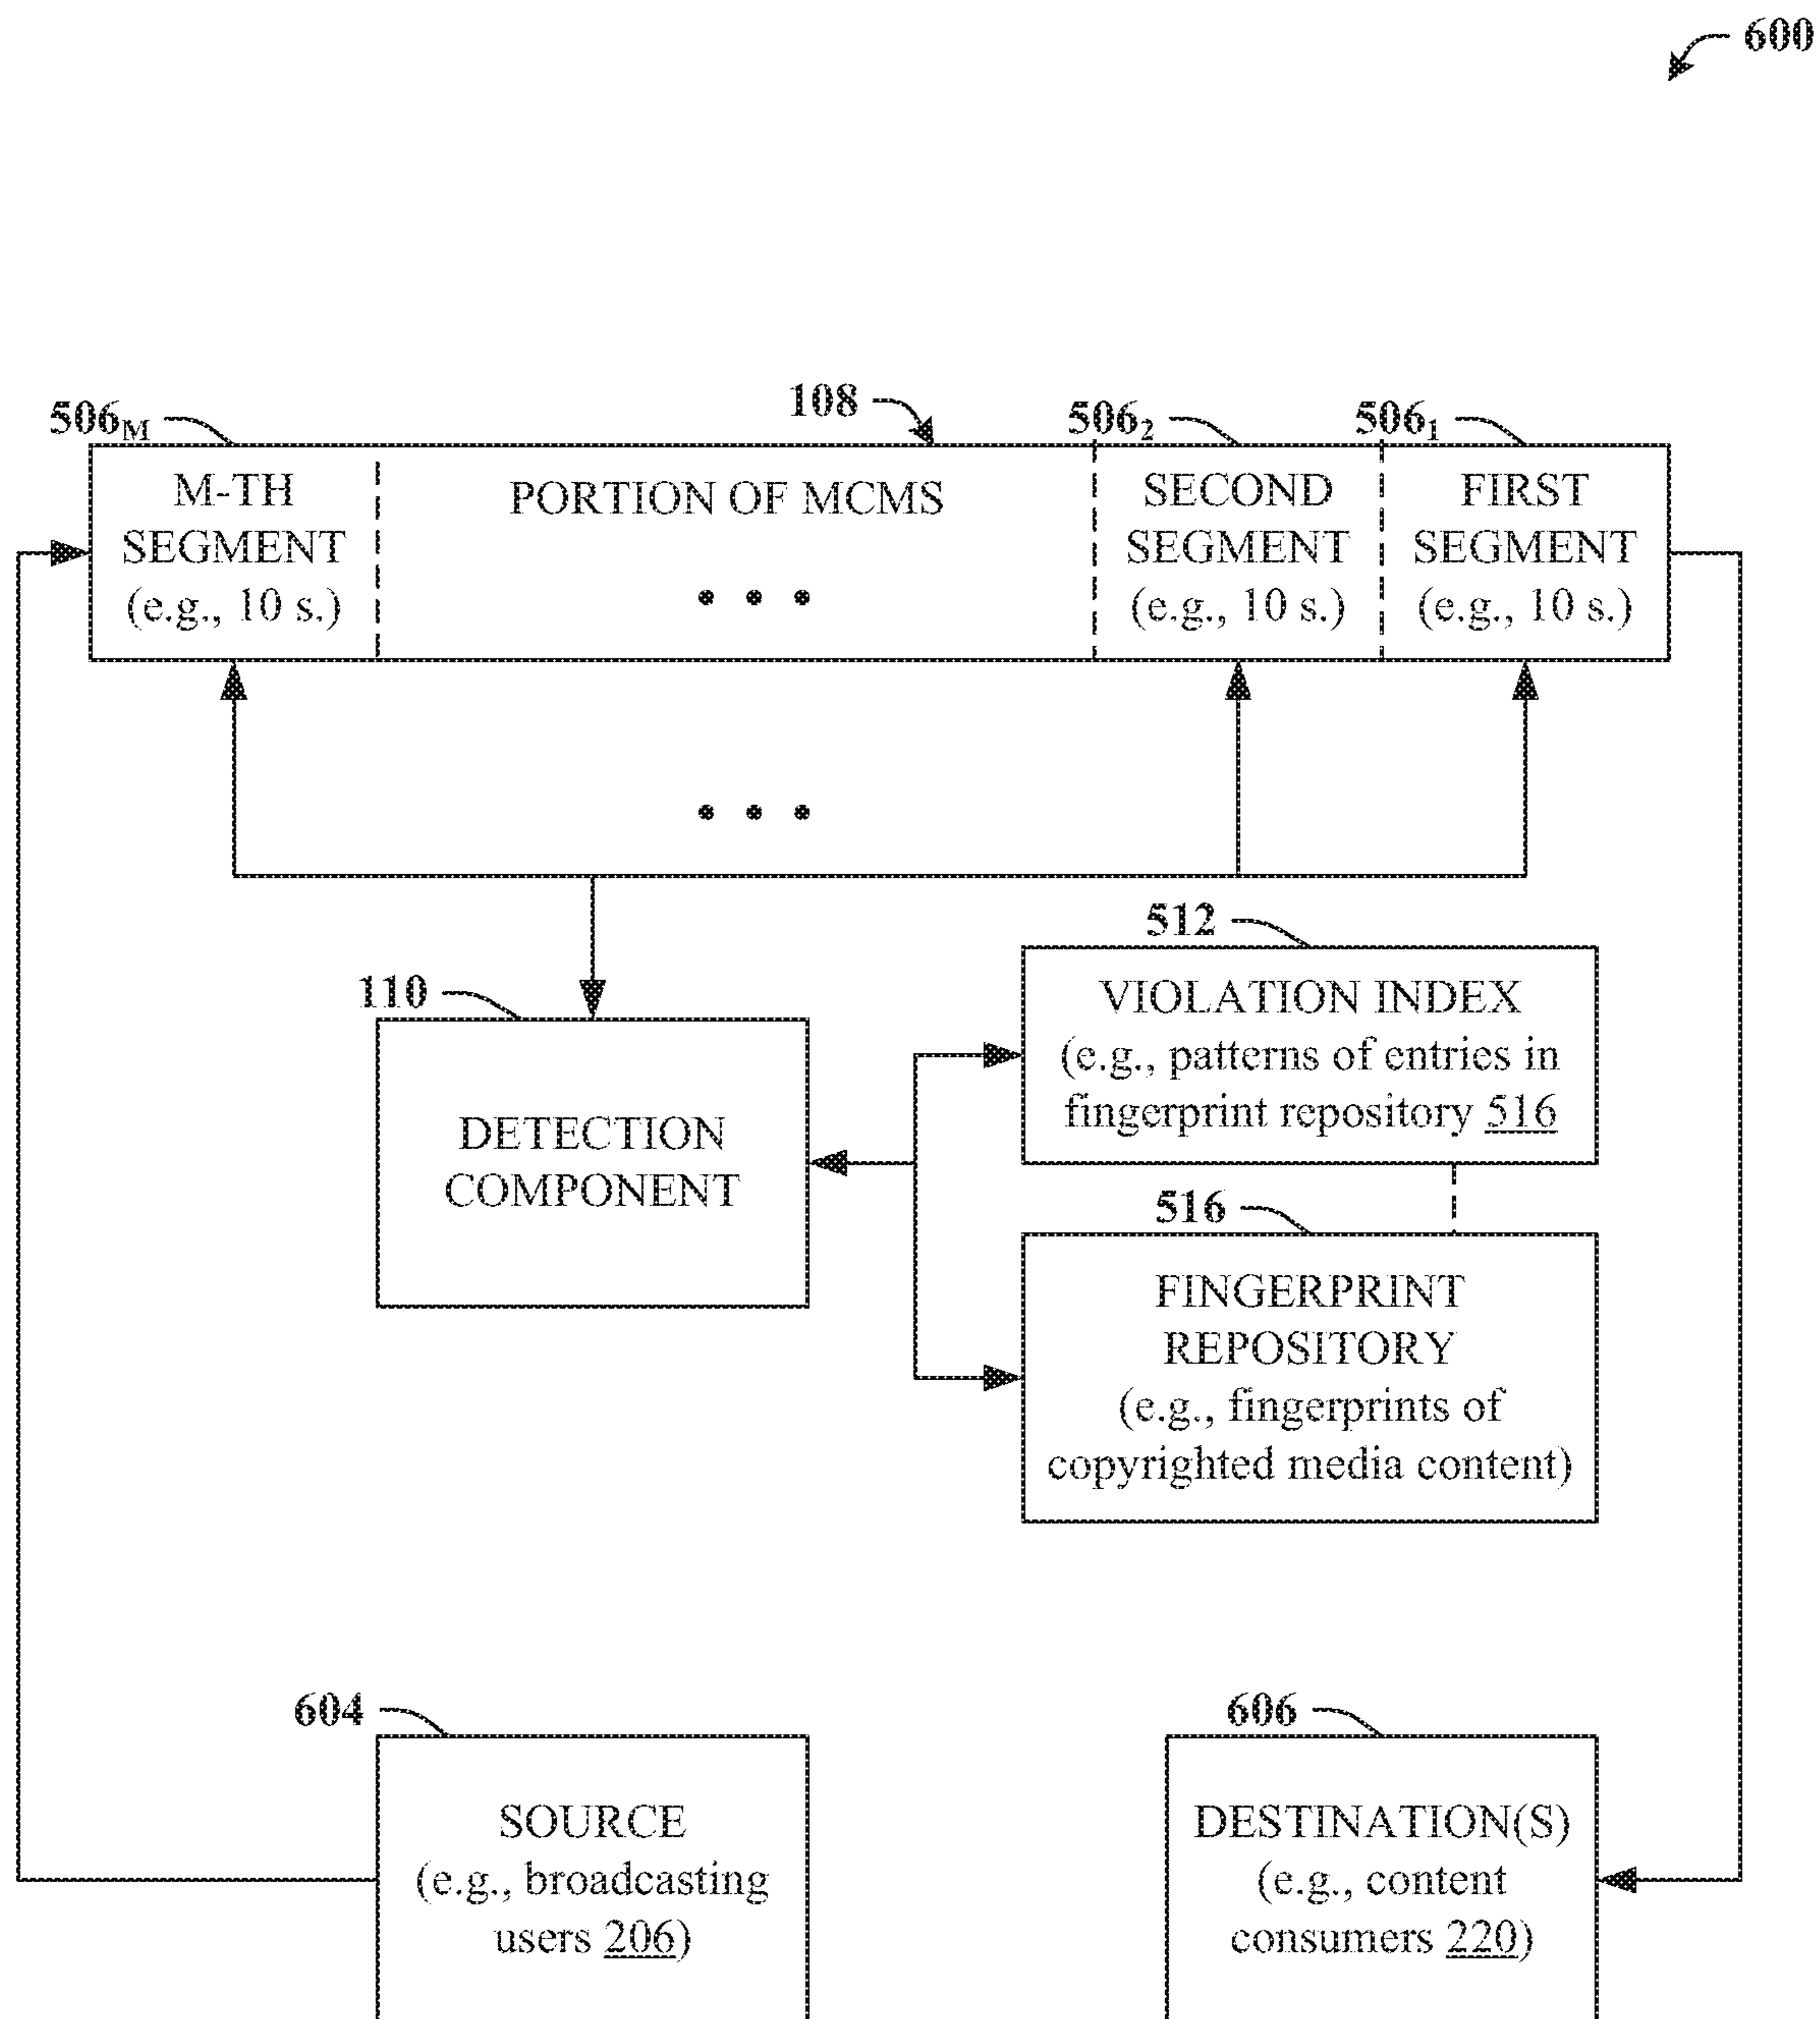 600
108
506M
506₂
506₁
M-TH
SEGMENT
(e.g., 10 s.)
PORTION OF MCMS
• • •
SECOND
SEGMENT
(e.g., 10 s.)
FIRST
SEGMENT
(e.g., 10 s.)
• • •
512
VIOLATION INDEX
(e.g., patterns of entries in
fingerprint repository 516
110
DETECTION
COMPONENT
516
FINGERPRINT
REPOSITORY
(e.g., fingerprints of
copyrighted media content)
604
SOURCE
(e.g., broadcasting
users 206)
606
DESTINATION(S)
(e.g., content
consumers 220)